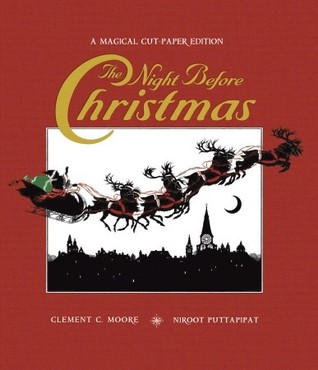 A MAGICAL CUT-PAPER EDITION
The Night Before
Christmas
CLEMENT C. MOORE NIROOT PUTTAPIPAT